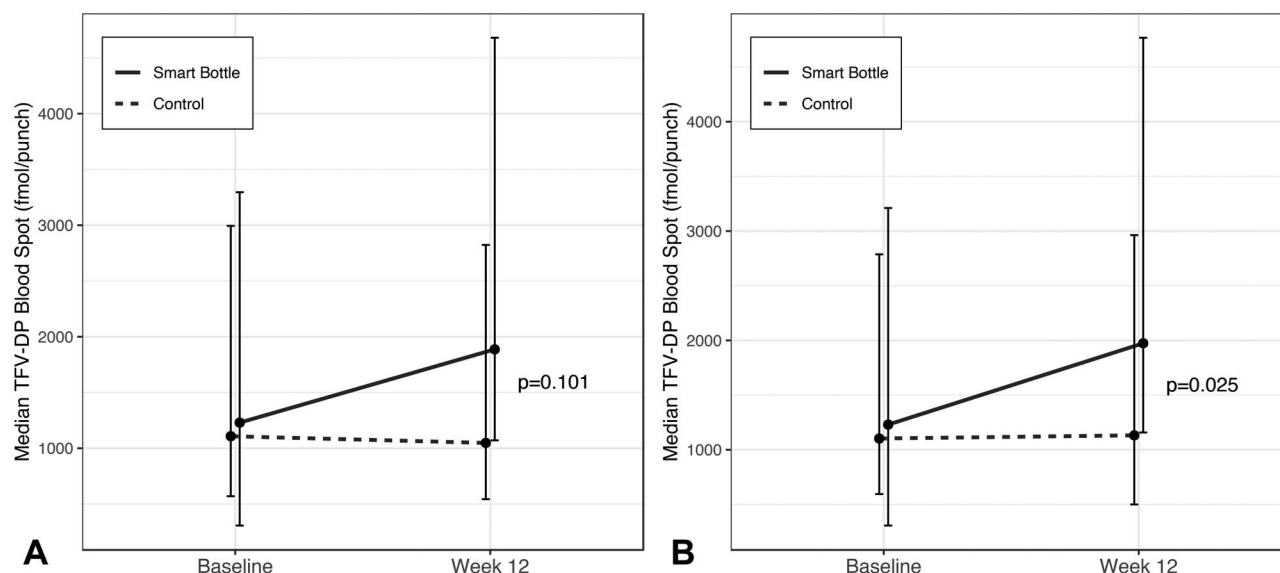 Median TFV-DP Blood Spot (fmol/punch)
4000
3000
2000
1000
Smart Bottle
Control
p=0.101
A
Baseline
Week 12
Median TFV-DP Blood Spot (fmol/punch)
4000
3000
2000
1000
Smart Bottle
Control
p=0.025
B
Baseline
Week 12